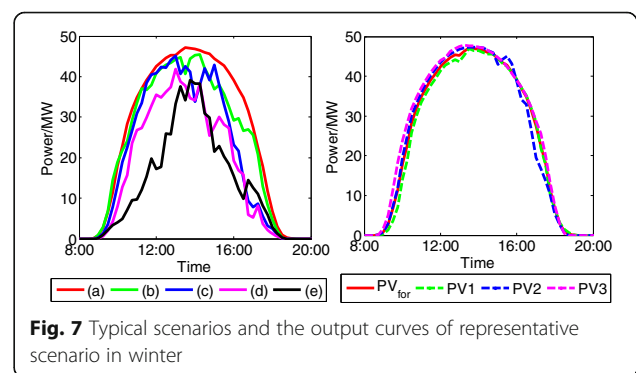 50
40
30
20
10
0
Power/MW
8:00 12:00 16:00 20:00
Time
(a) (b) (c) (d) (e)
50
40
30
20
10
0
Power/MW
8:00 12:00 16:00 20:00
Time
PVfor PV1 PV2 PV3
Fig. 7 Typical scenarios and the output curves of representative
scenario in winter